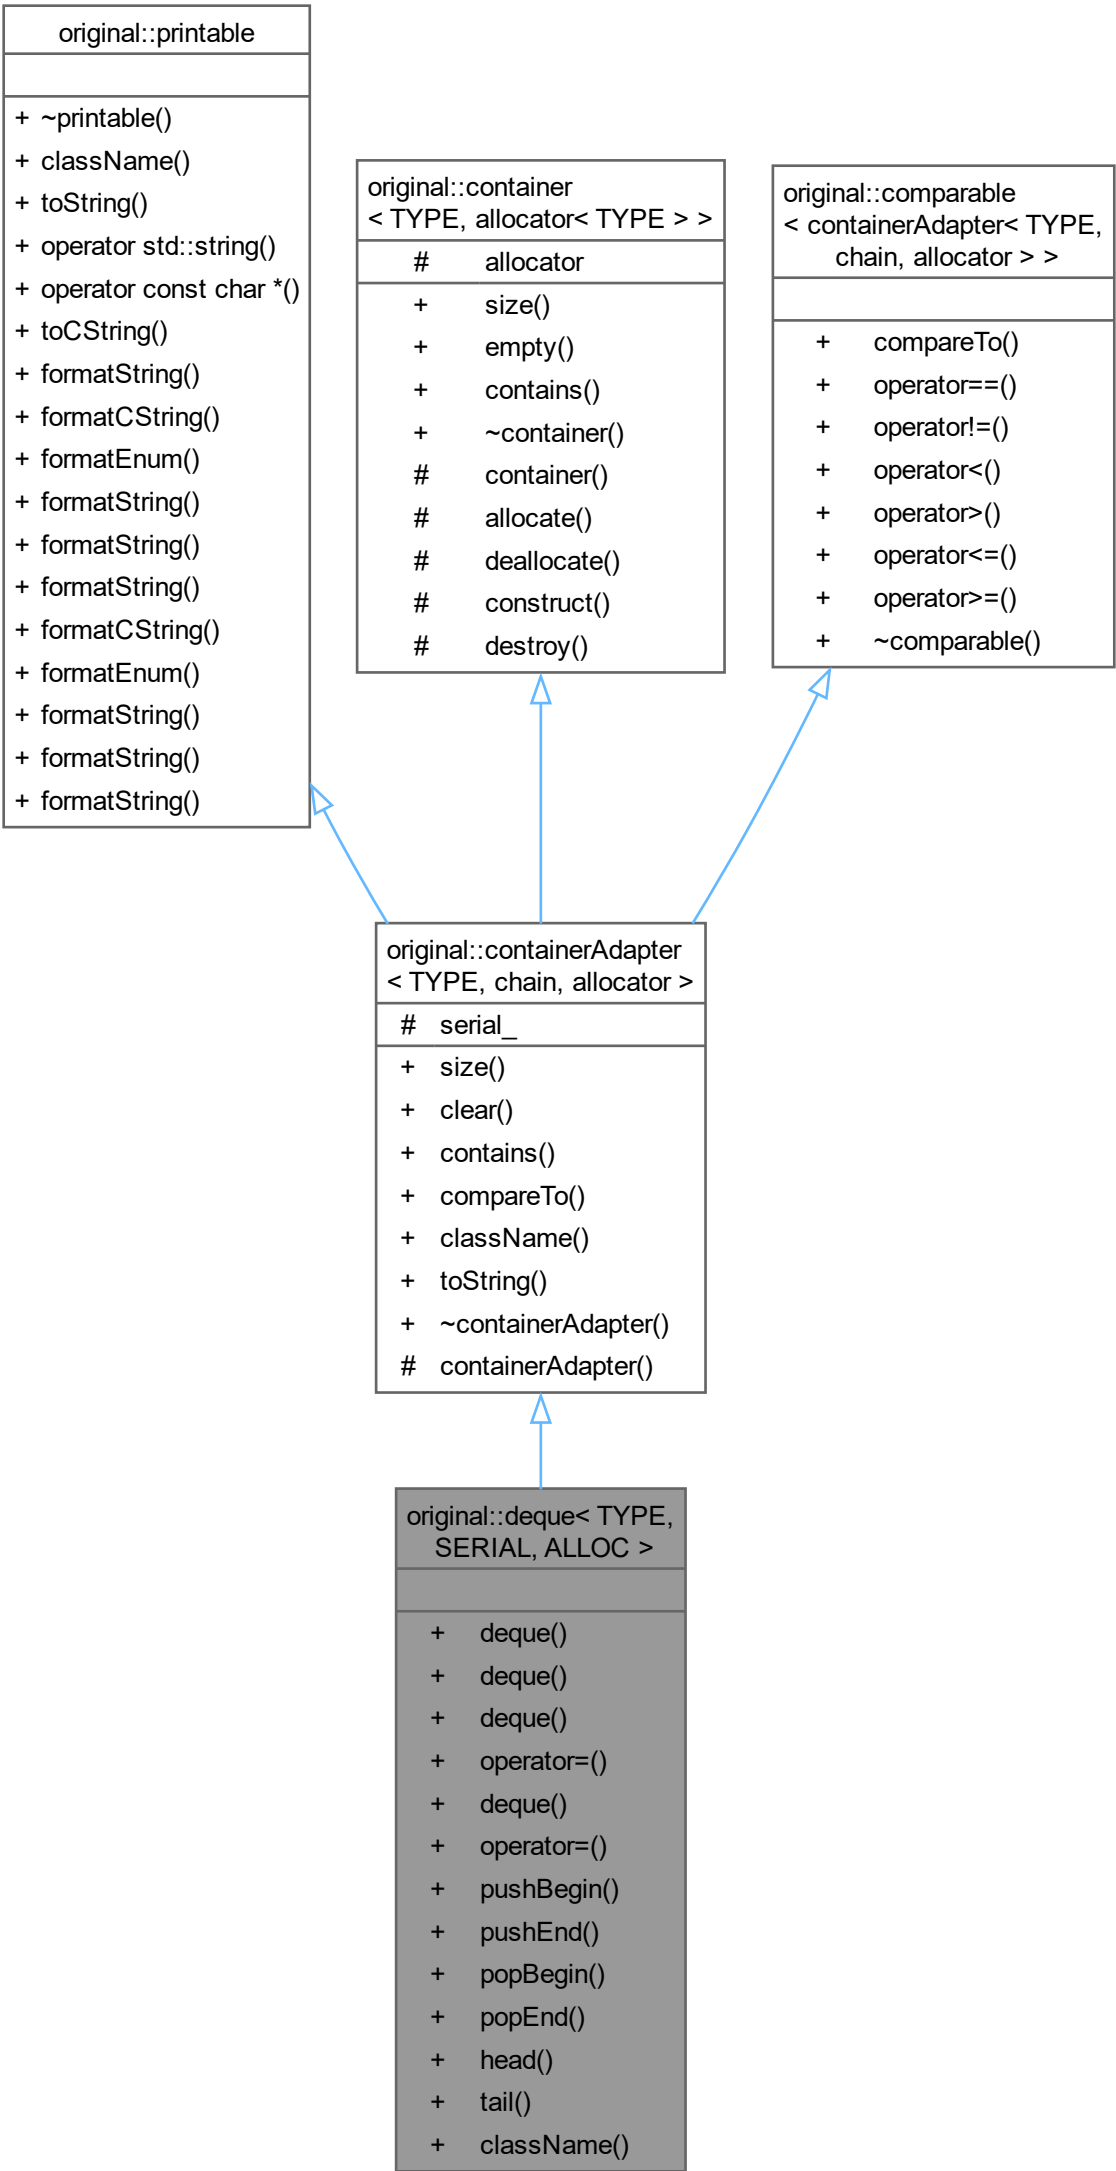 original::printable
+ ~printable()
+ className()
+ toString()
+ operator std::string()
+ operator const char *()
+ toCString()
+ formatString()
+ formatCString()
+ formatEnum()
+ formatString()
+ formatString()
+ formatString()
+ formatCString()
+ formatEnum()
+ formatString()
+ formatString()
+ formatString()
original::container
< TYPE, allocator< TYPE > >
# allocator
+ size()
+ empty()
+ contains()
+ ~container()
# container()
# allocate()
# deallocate()
# construct()
# destroy()
original::comparable
< containerAdapter< TYPE,
chain, allocator > >
+ compareTo()
+ operator==()
+ operator!=()
+ operator<()
+ operator>()
+ operator<=()
+ operator>=()
+ ~comparable()
original::containerAdapter
< TYPE, chain, allocator >
# serial_
+ size()
+ clear()
+ contains()
+ compareTo()
+ className()
+ toString()
+ ~containerAdapter()
# containerAdapter()
original::deque< TYPE,
SERIAL, ALLOC >
+ deque()
+ deque()
+ deque()
+ operator=()
+ deque()
+ operator=()
+ pushBegin()
+ pushEnd()
+ popBegin()
+ popEnd()
+ head()
+ tail()
+ className()